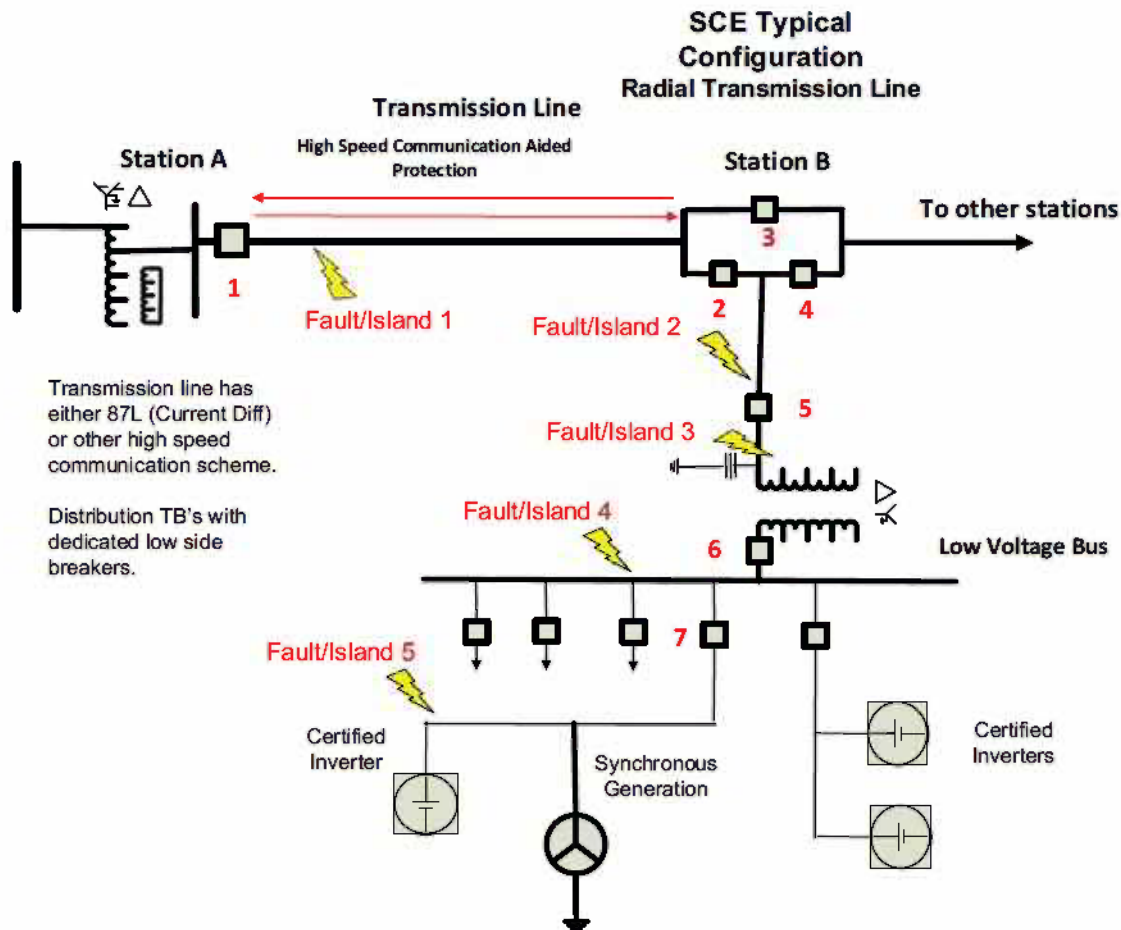 SCE Typical
Configuration
Radial Transmission Line
Transmission Line
High Speed Communication Aided
Protection
Station A
Station B
To other stations
3
1
2
4
Fault/Island 1
Fault/Island 2
5
Transmission line has
either 87L (Current Diff)
or other high speed
communication scheme.
Fault/Island 3
Distribution TB's with
dedicated low side
breakers.
Fault/Island 4
6
Low Voltage Bus
7
Fault/Island 5
Certified
Inverter
Synchronous
Generation
Certified
Inverters